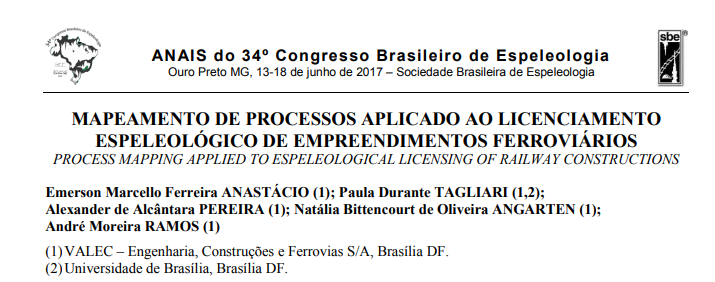 ANAIS do 34º Congresso Brasileiro de Espeleologia
Ouro Preto MG, 13-18 de junho de 2017 – Sociedade Brasileira de Espeleologia
sbe
MAPEAMENTO DE PROCESSOS APLICADO AO LICENCIAMENTO
ESPELEOLÓGICO DE EMPREENDIMENTOS FERROVIÁRIOS
PROCESS MAPPING APPLIED TO ESPELEOLOGICAL LICENSING OF RAILWAY CONSTRUCTIONS
Emerson Marcello Ferreira ANASTÁCIO (1); Paula Durante TAGLIARI (1,2);
Alexander de Alcântara PEREIRA (1); Natália Bittencourt de Oliveira ANGARTEN (1);
André Moreira RAMOS (1)
(1) VALEC – Engenharia, Construções e Ferrovias S/A, Brasília DF.
(2) Universidade de Brasília, Brasília DF.